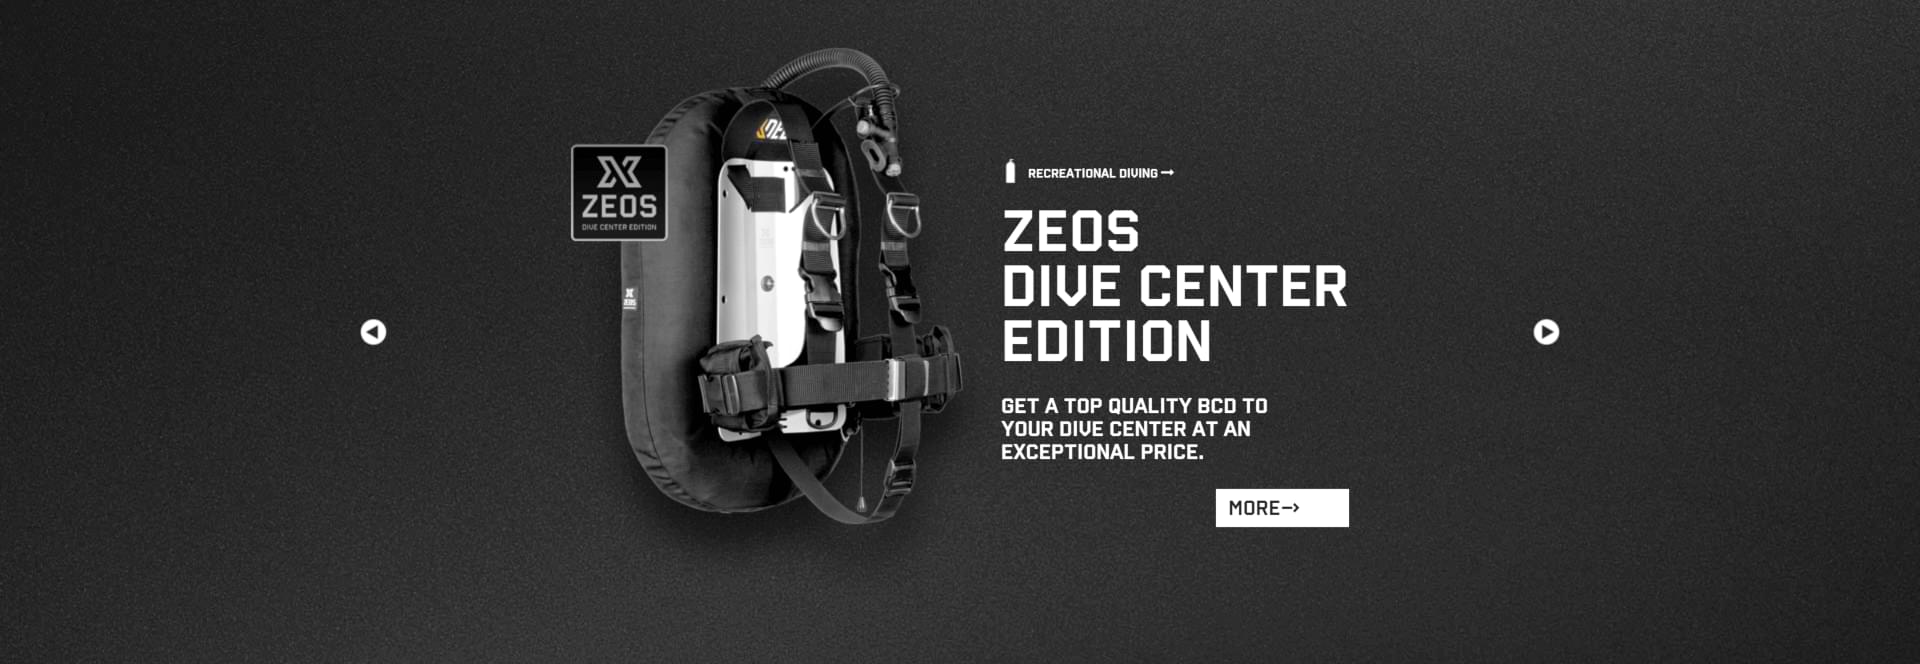 ZEOS
DIVE CENTER EDITION
ZEOS
RECREATIONAL DIVING
ZEOS
DIVE CENTER
EDITION
GET A TOP QUALITY BCD TO
YOUR DIVE CENTER AT AN
EXCEPTIONAL PRICE.
MORE